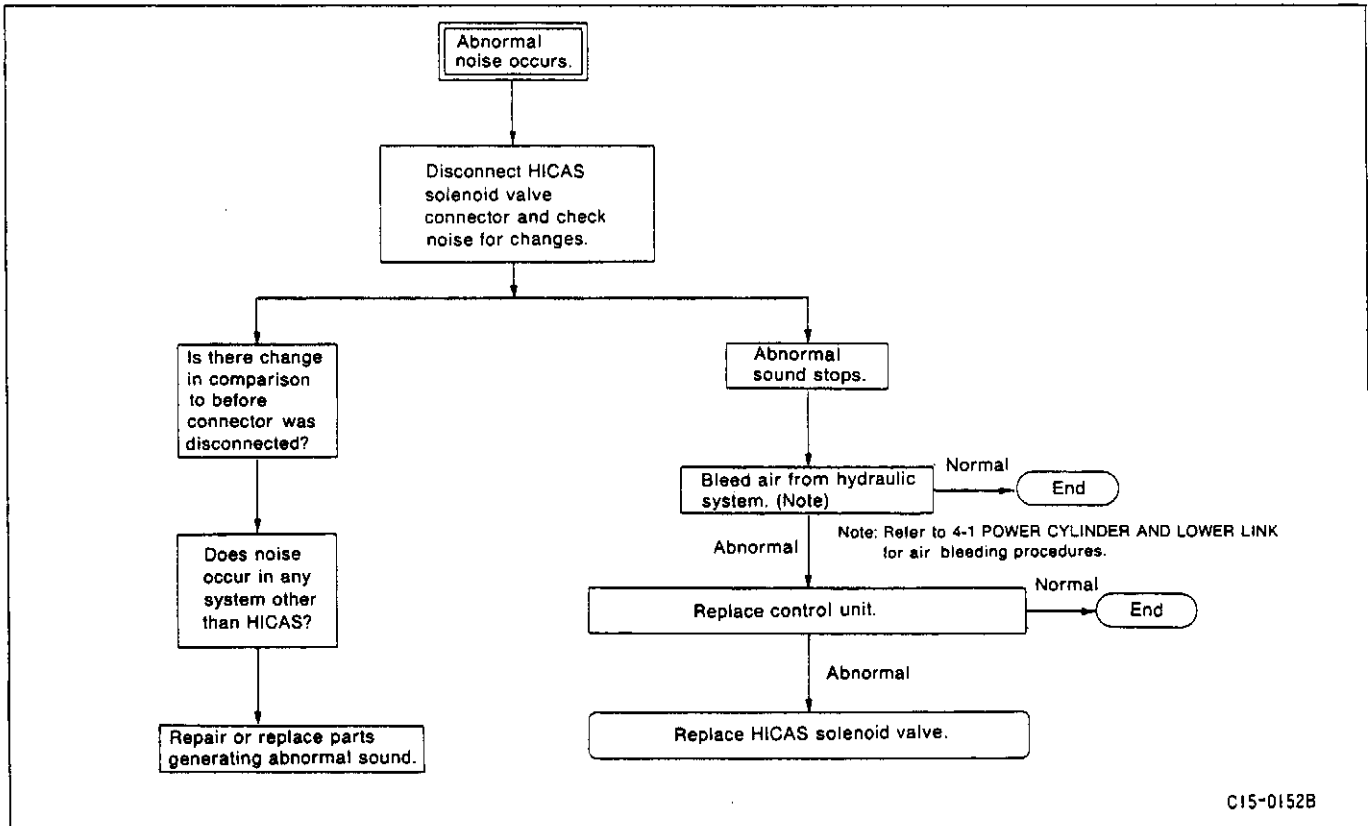 Abnormal
noise occurs.
Disconnect HICAS
solenoid valve
connector and check
noise for changes.
Is there change
in comparison
to before
connector was
disconnected?
Does noise
occur in any
system other
than HICAS?
Repair or replace parts
generating abnormal sound.
Abnormal
sound stops.
Bleed air from hydraulic
system. (Note)
Normal
End
Note: Refer to 4-1 POWER CYLINDER AND LOWER LINK
for air bleeding procedures.
Abnormal
Replace control unit.
Normal
End
Abnormal
Replace HICAS solenoid valve.
C15-0152B